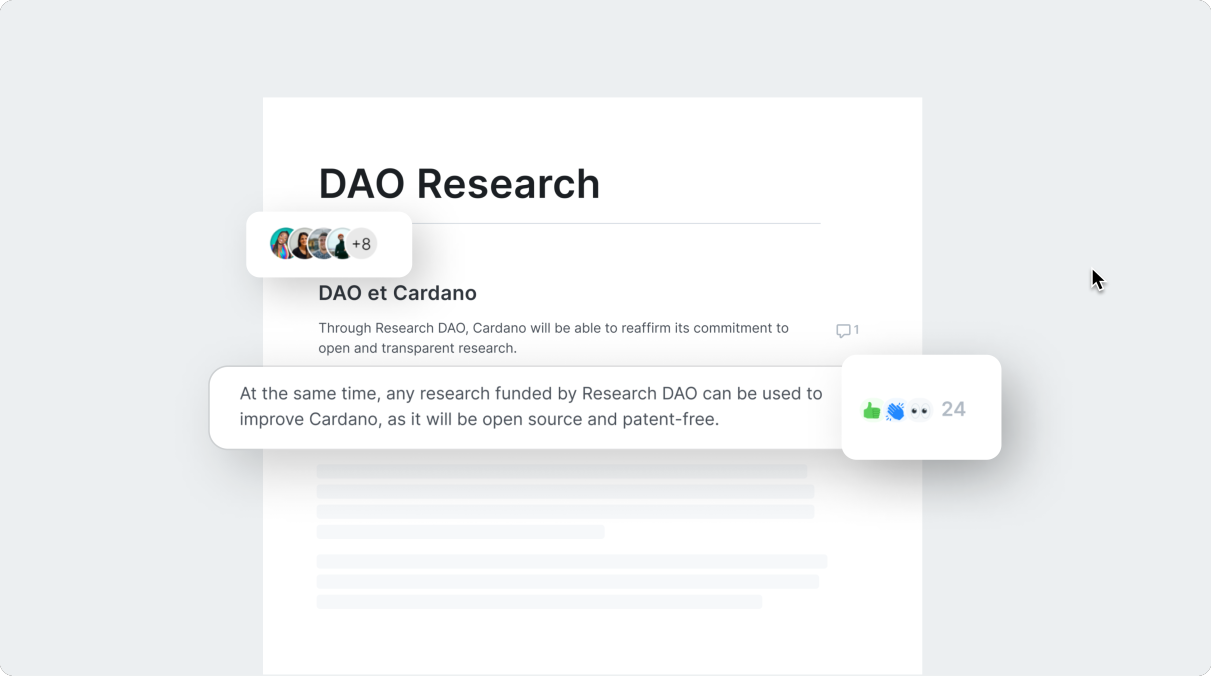 DAO Research
+8
DAO et Cardano
Through Research DAO, Cardano will be able to reaffirm its commitment to
open and transparent research.
1
At the same time, any research funded by Research DAO can be used to
improve Cardano, as it will be open source and patent-free.
24